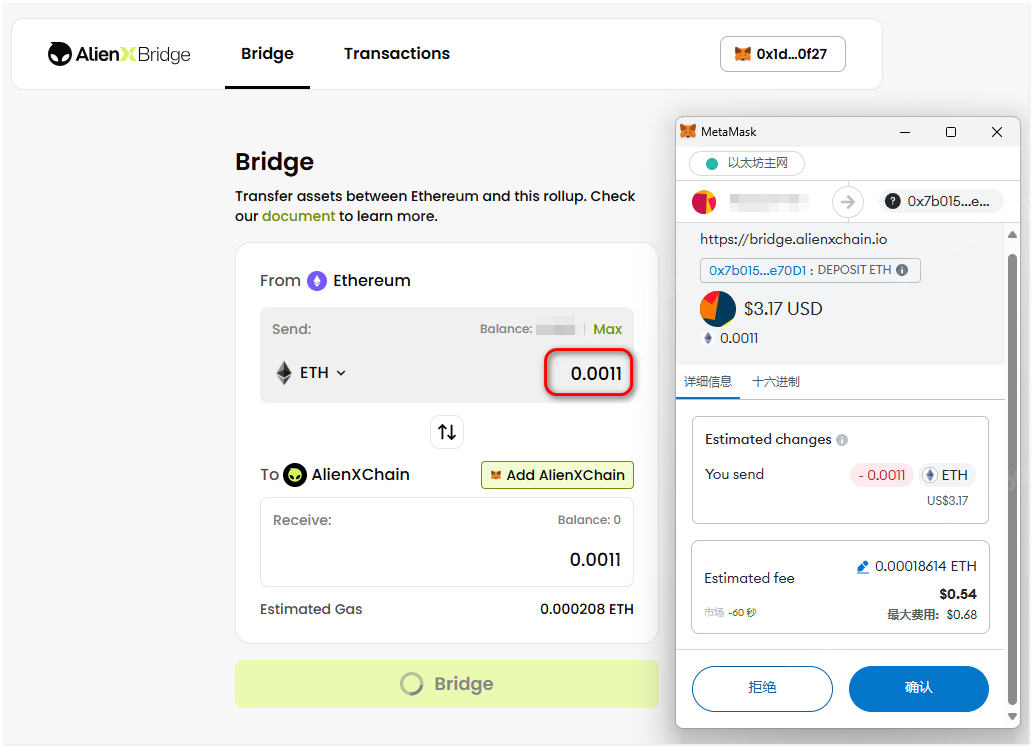 AlienXBridge
Bridge
Transactions
0x1d...0f27
Bridge
Transfer assets between Ethereum and this rollup. Check
our document to learn more.
From Ethereum
Send:
Balance:
Max
ETH
0.0011
To AlienXChain
Add AlienXChain
Receive:
Balance: 0
0.0011
Estimated Gas
0.000208 ETH
Bridge
MetaMask
以太坊主网
0x7b015...e...
https://bridge.alienxchain.io
0x7b015...e70D1 : DEPOSIT ETH
$3.17 USD
0.0011
详细信息
十六进制
Estimated changes
You send
- 0.0011
ETH
US$3.17
Estimated fee
0.00018614 ETH
$0.54
市场 ~60 秒
最大费用: $0.68
拒绝
确认